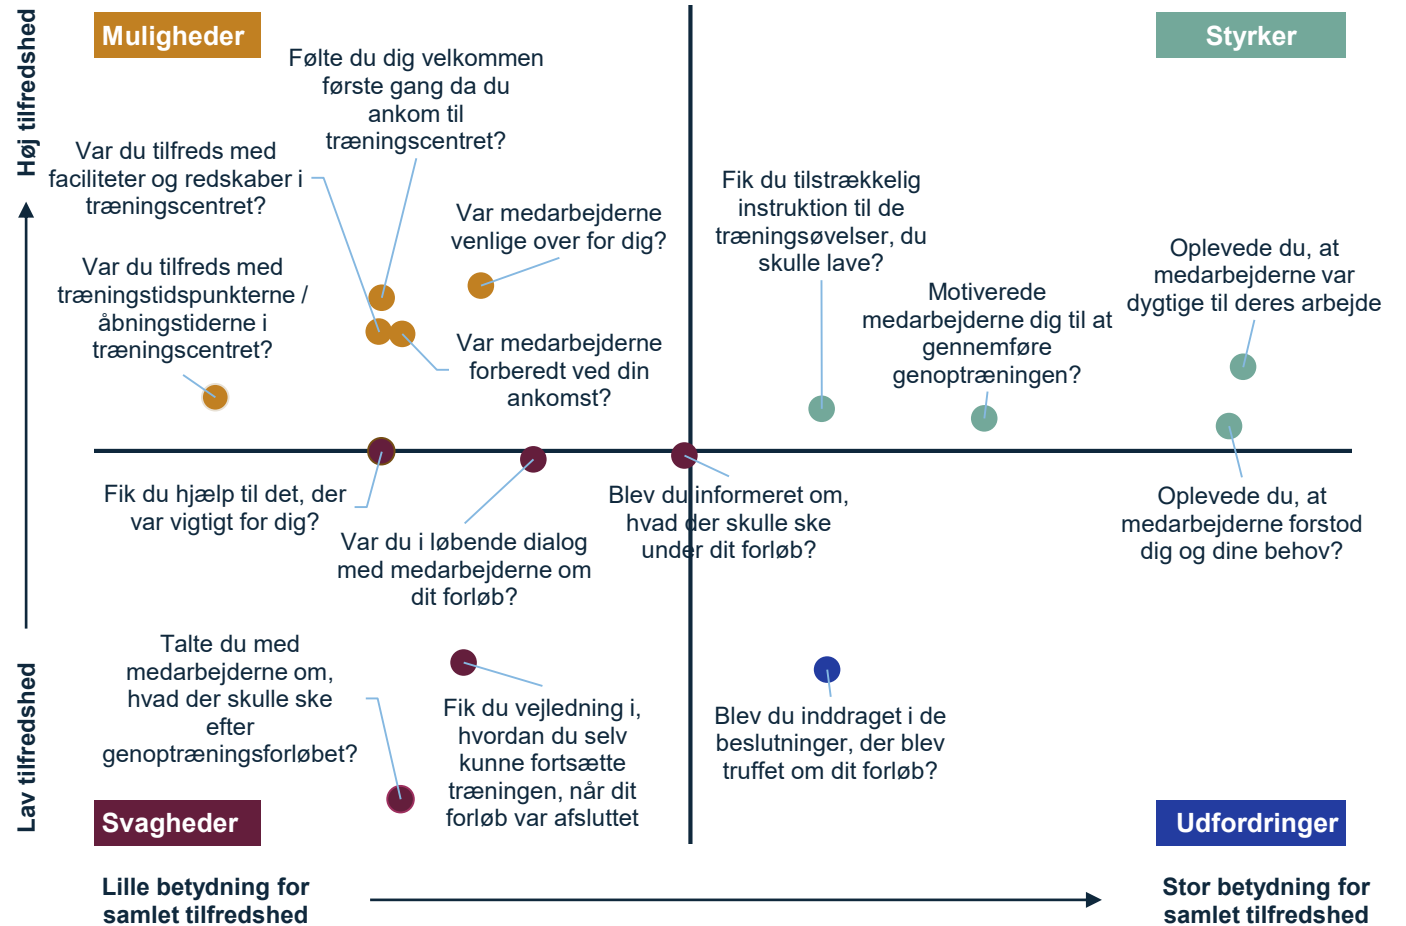 Høj tilfredshed
Lav tilfredshed
Muligheder
Styrker
Følte du dig velkommen
første gang da du
ankom til
træningscentret?
Var du tilfreds med
faciliteter og redskaber i
træningscentret?
Var medarbejderne
venlige over for dig?
Var du tilfreds med
træningstidspunkterne /
åbningstiderne i
træningscentret?
Var medarbejderne
forberedt ved din
ankomst?
Fik du tilstrækkelig
instruktion til de
træningsøvelser, du
skulle lave?
Motiverede
medarbejderne dig til at
gennemføre
genoptræningen?
Oplevede du, at
medarbejderne var
dygtige til deres arbejde
Fik du hjælp til det, der
var vigtigt for dig?
Var du i løbende dialog
med medarbejderne om
dit forløb?
Blev du informeret om,
hvad der skulle ske
under dit forløb?
Oplevede du, at
medarbejderne forstod
dig og dine behov?
Talte du med
medarbejderne om,
hvad der skulle ske
efter
genoptræningsforløbet?
Fik du vejledning i,
hvordan du selv
kunne fortsætte
træningen, når dit
forløb var afsluttet
Blev du inddraget i de
beslutninger, der blev
truffet om dit forløb?
Svagheder
Udfordringer
Lille betydning for
samlet tilfredshed
Stor betydning for
samlet tilfredshed